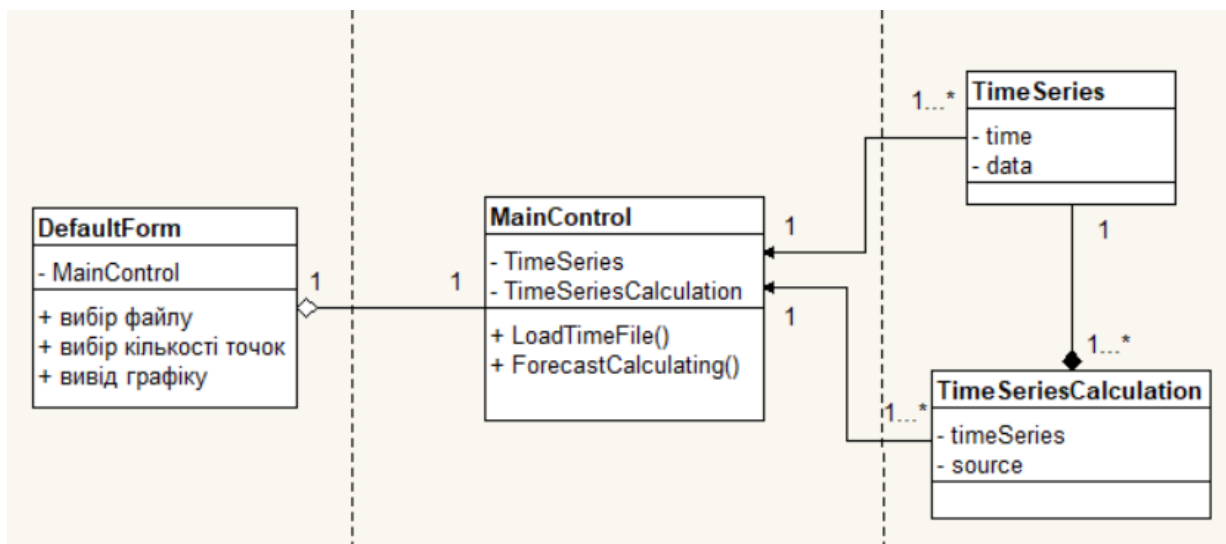 DefaultForm
- MainControl
+ вибір файлу
+ вибір кількості точок
+ вивід графіку
1
1
MainControl
- TimeSeries
- TimeSeriesCalculation
+ LoadTimeFile()
+ ForecastCalculating()
1
1
1...*
TimeSeries
- time
- data
1
1...*
1...*
TimeSeriesCalculation
- timeSeries
- source